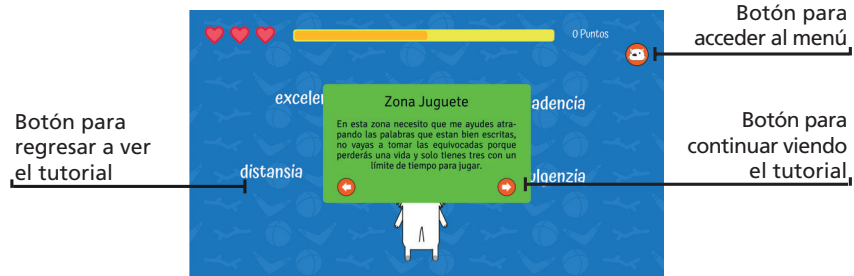 Botón para
acceder al menú
0 Puntos
excele
Zona Juguete
adencia
En esta zona necesito que me ayudes atra-
pando las palabras que estan bien escritas,
no vayas a tomar las equivocadas porque
perderás una vida y solo tienes tres con un
límite de tiempo para jugar.
Botón para
regresar a ver
el tutorial
Botón para
continuar viendo
el tutorial
distansia
ulgenzia